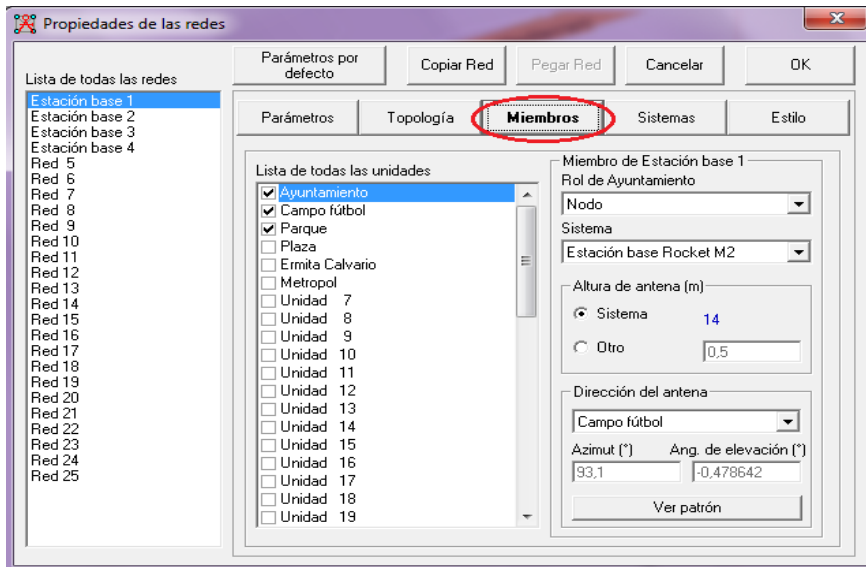 Propiedades de las redes
Parámetros por defecto
Copiar Red
Pegar Red
Cancelar
OK
Lista de todas las redes
Estación base 1
Estación base 2
Estación base 3
Estación base 4
Red 5
Red 6
Red 7
Red 8
Red 9
Red 10
Red 11
Red 12
Red 13
Red 14
Red 15
Red 16
Red 17
Red 18
Red 19
Red 20
Red 21
Red 22
Red 23
Red 24
Red 25
Parámetros
Topología
Miembros
Sistemas
Estilo
Lista de todas las unidades
Ayuntamiento
Campo fútbol
Parque
Plaza
Ermita Calvario
Metropol
Unidad 7
Unidad 8
Unidad 9
Unidad 10
Unidad 11
Unidad 12
Unidad 13
Unidad 14
Unidad 15
Unidad 16
Unidad 17
Unidad 18
Unidad 19
Miembro de Estación base 1
Rol de Ayuntamiento
Nodo
Sistema
Estación base Rocket M2
Altura de antena (m)
Sistema 14
Otro 0,5
Dirección del antena
Campo fútbol
Azimut (°) Ang. de elevación (°)
93,1 -0,478642
Ver patrón